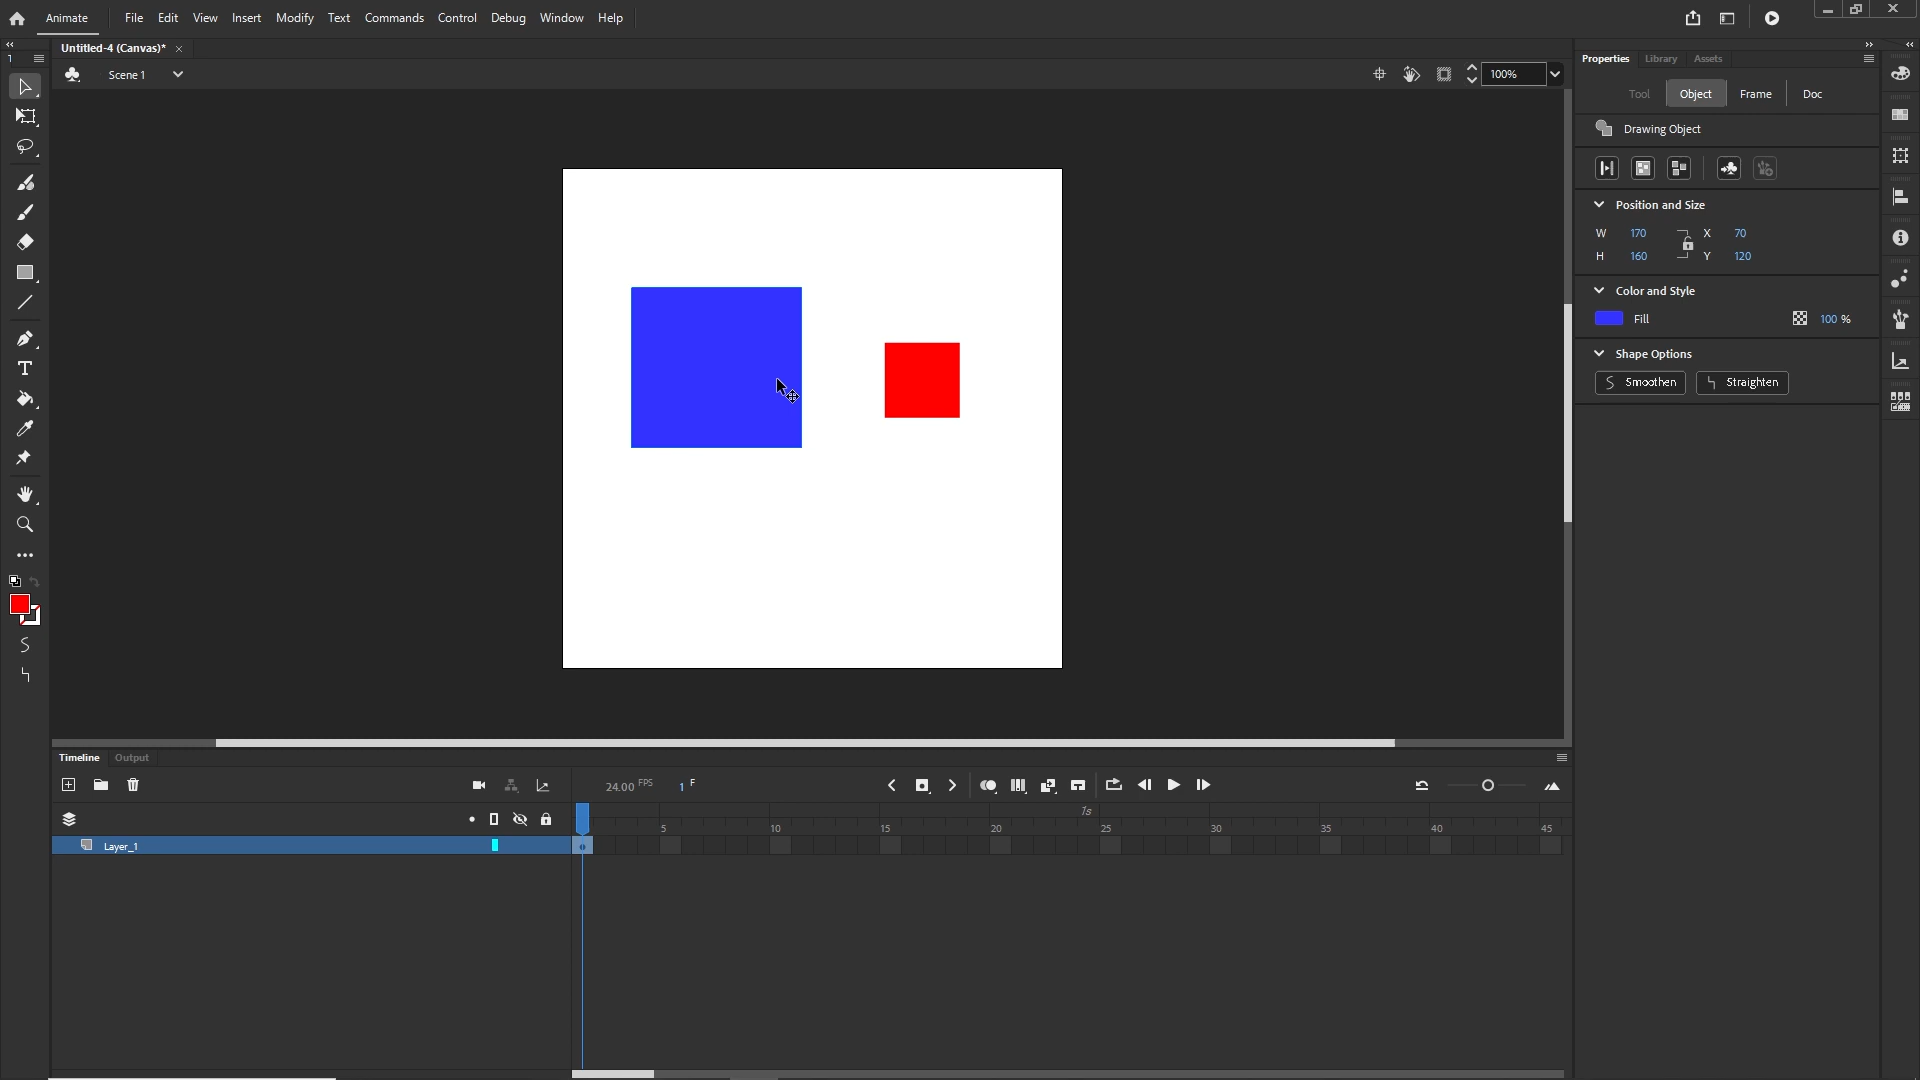 Animate File Edit View Insert Modify Text Commands Control Debug Window Help
Untitled-4 (Canvas)* ×
Scene 1
100%
Properties Library Assets
Tool Object Frame Doc
Drawing Object
Position and Size
W 170 X 70
H 160 Y 120
Color and Style
Fill 100 %
Shape Options
Smoothen Straighten
Timeline Output
24.00 FPS 1 F
1s
5 10 15 20 25 30 35 40 45
Layer_1